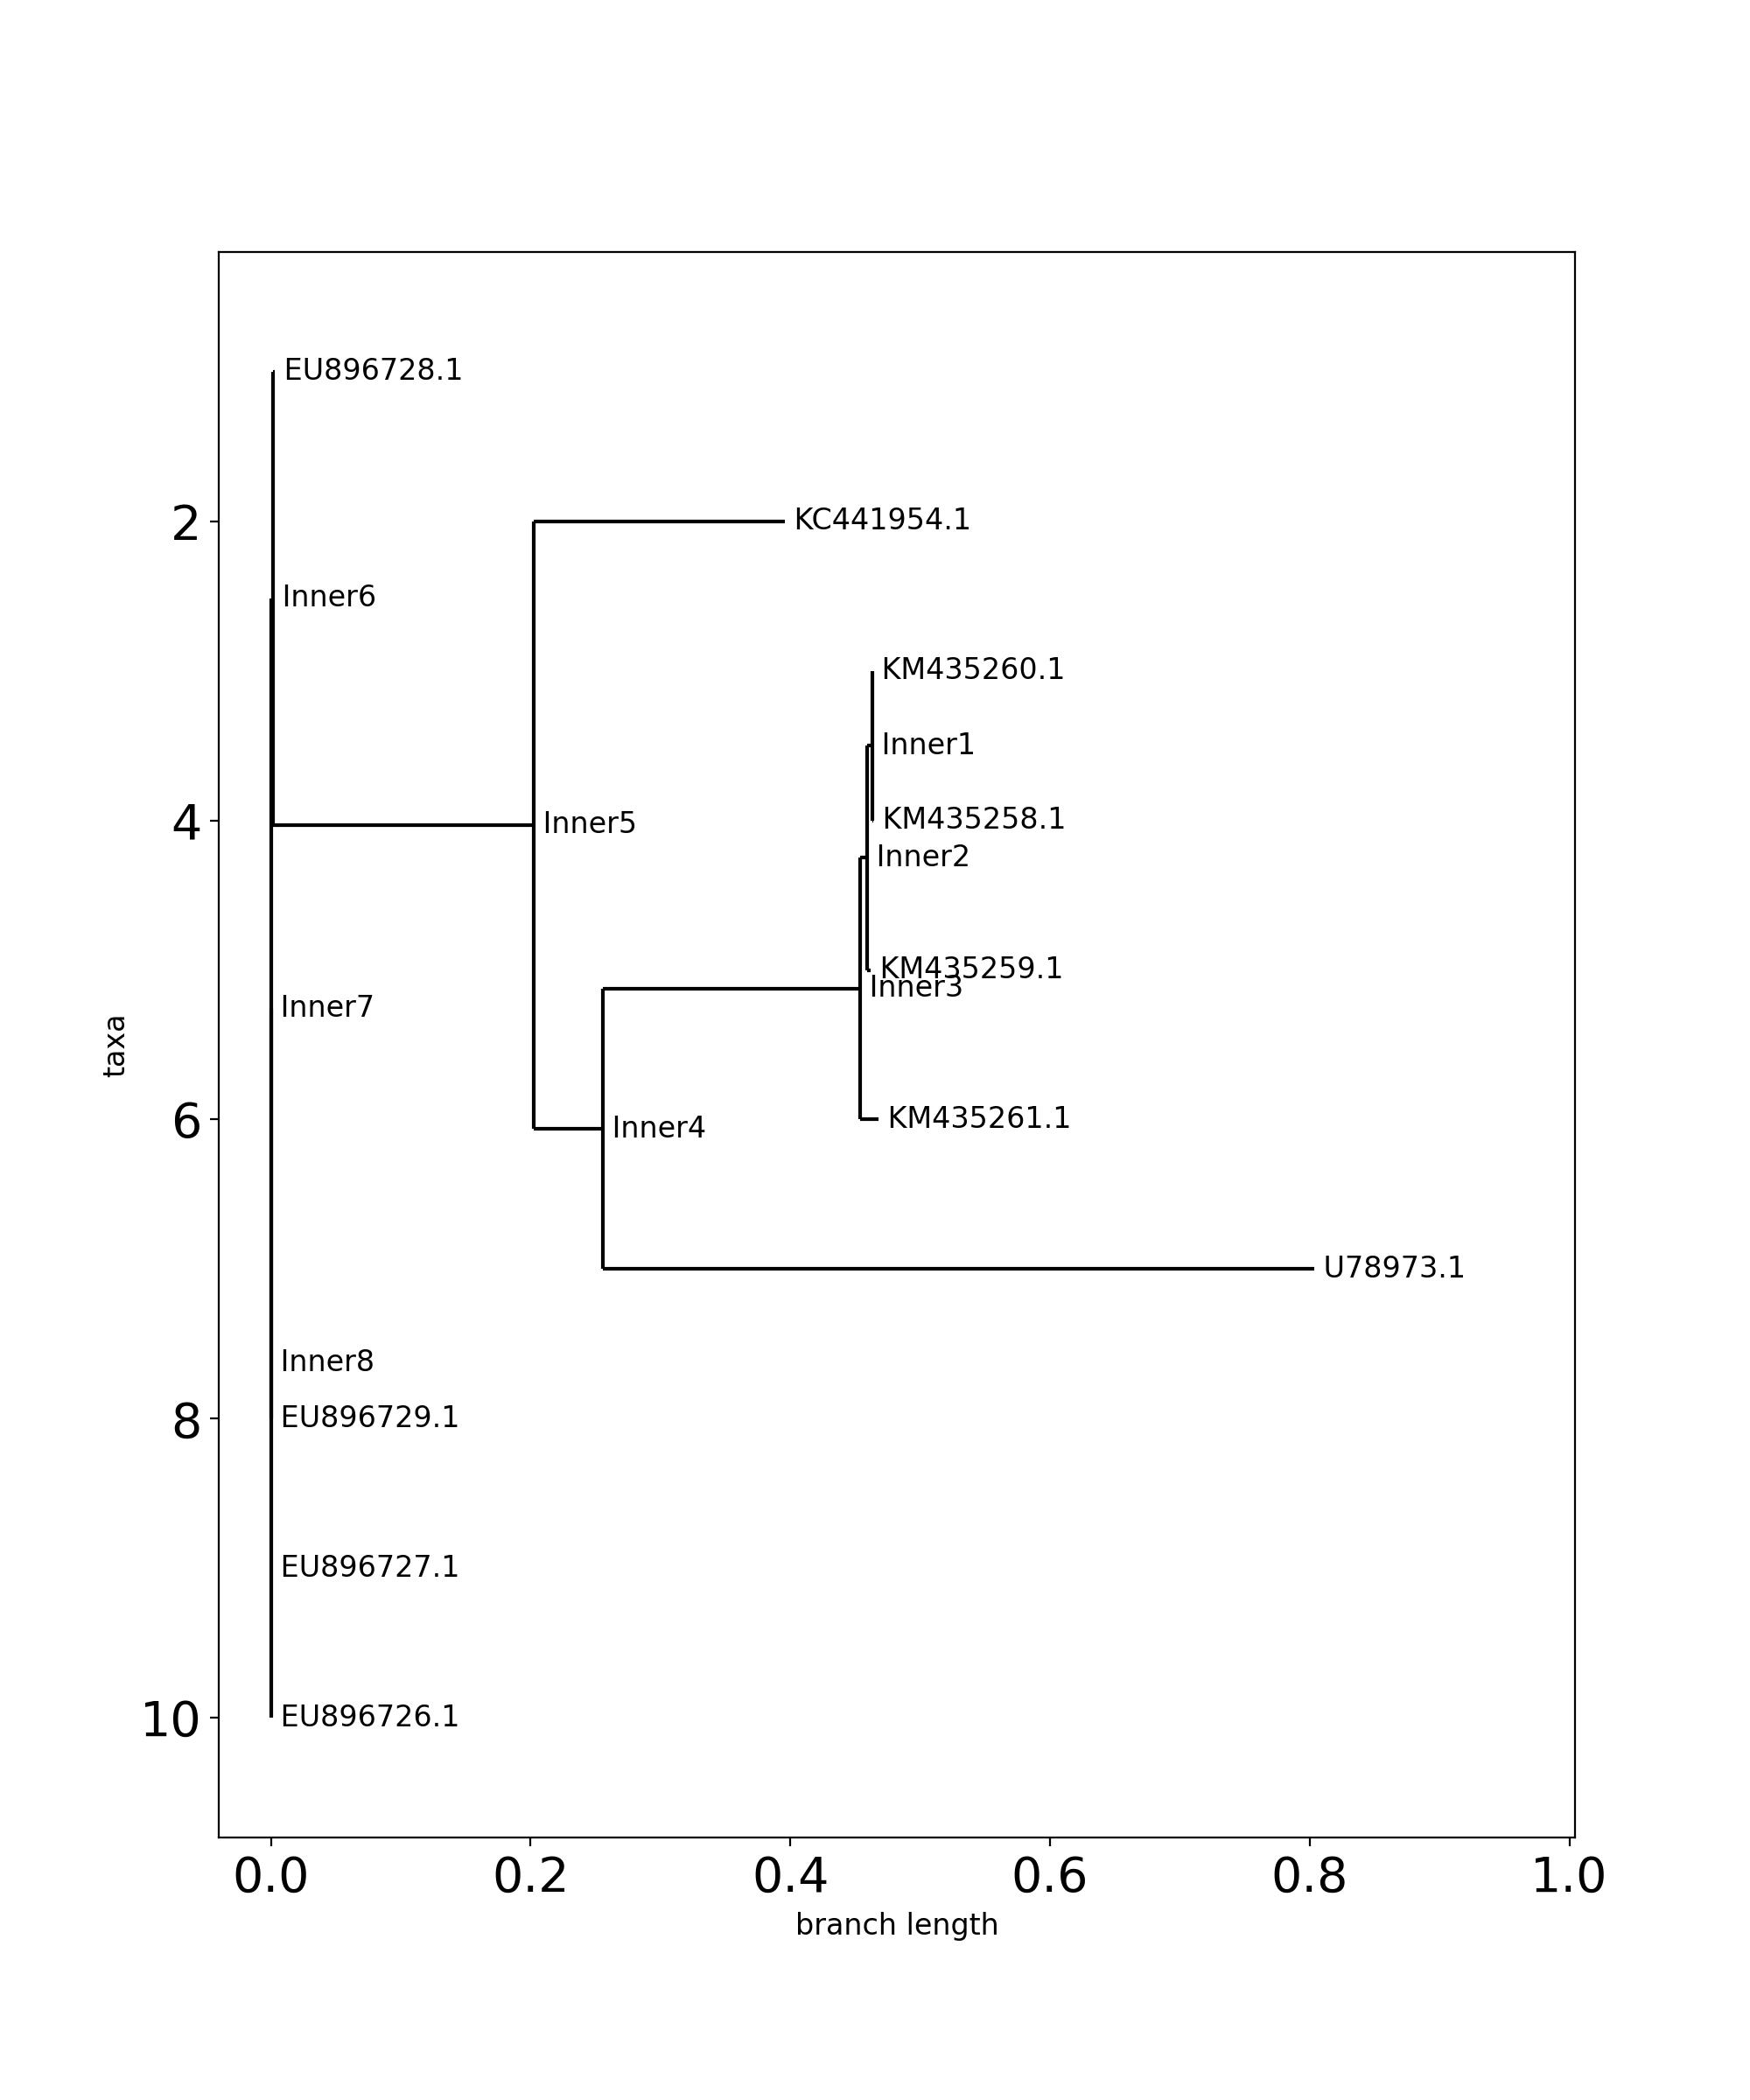 EU896728.1
2
KC441954.1
Inner6
KM435260.1
Inner1
4
KM435258.1
Inner5
Inner2
KM435259.1
Inner3
Inner7
taxa
6
KM435261.1
Inner4
U78973.1
Inner8
8
EU896729.1
EU896727.1
10
EU896726.1
0.0 0.2 0.4 0.6 0.8 1.0
branch length